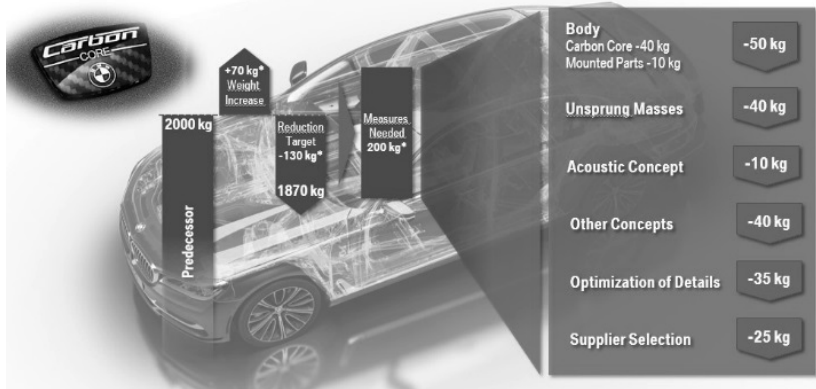 Carbon
CORE
+70 kg*
Weight
Increase
2000 kg
Predecessor
Reduction
Target
-130 kg*
1870 kg
Measures
Needed
200 kg*
Body
Carbon Core -40 kg
Mounted Parts -10 kg
-50 kg
Unsprung Masses
-40 kg
Acoustic Concept
-10 kg
Other Concepts
-40 kg
Optimization of Details
-35 kg
Supplier Selection
-25 kg